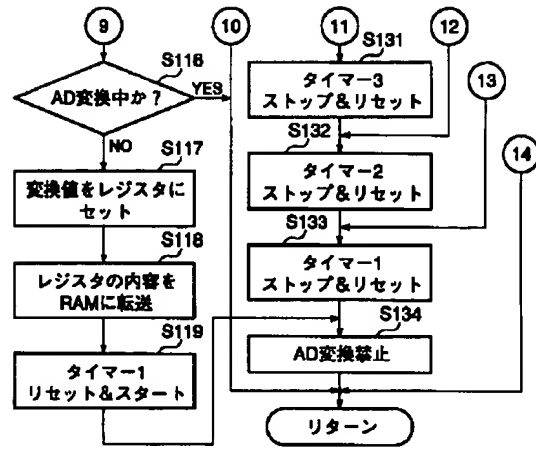 9
S116
AD変換中か?
YES
NO
S117
変換値をレジスタに
セット
S118
レジスタの内容を
RAMに転送
S119
タイマー1
リセット&スタート
10
11
S131
タイマー3
ストップ&リセット
12
S132
タイマー2
ストップ&リセット
13
S133
タイマー1
ストップ&リセット
14
S134
AD変換禁止
リターン